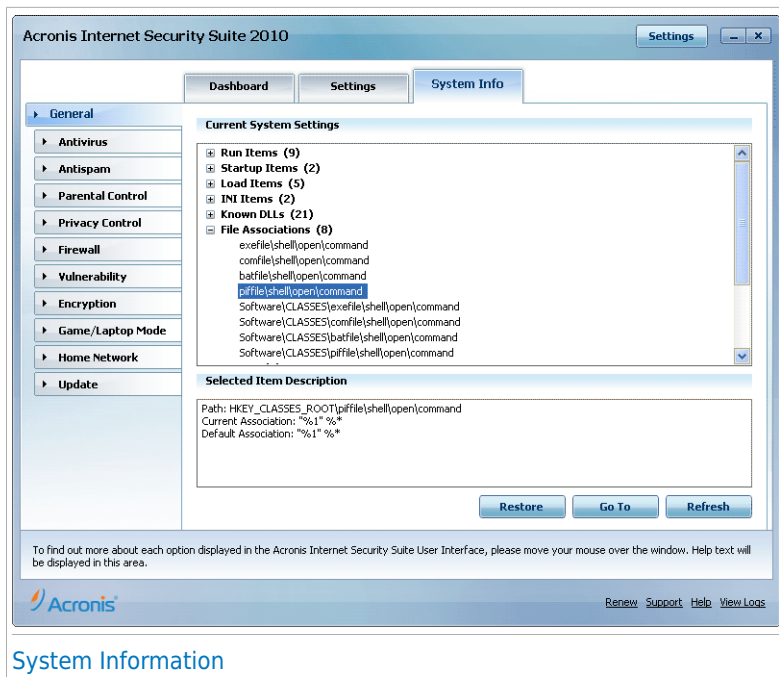 Acronis Internet Security Suite 2010
Settings
Dashboard
Settings
System Info
General
Antivirus
Antispam
Parental Control
Privacy Control
Firewall
Vulnerability
Encryption
Game/Laptop Mode
Home Network
Update
Current System Settings
Run Items (9)
Startup Items (2)
Load Items (5)
INI Items (2)
Known DLLs (21)
File Associations (8)
exefile\shell\open\command
comfile\shell\open\command
batfile\shell\open\command
piffile\shell\open\command
Software\CLASSES\exefile\shell\open\command
Software\CLASSES\comfile\shell\open\command
Software\CLASSES\batfile\shell\open\command
Software\CLASSES\piffile\shell\open\command
Selected Item Description
Path: HKEY_CLASSES_ROOT\piffile\shell\open\command
Current Association: "%1" %*
Default Association: "%1" %*
Restore
Go To
Refresh
To find out more about each option displayed in the Acronis Internet Security Suite User Interface, please move your mouse over the window. Help text will
be displayed in this area.
Acronis
Renew Support Help View Logs
System Information